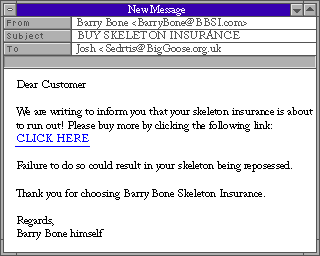 New Message
From Barry Bone <BarryBone@BBSI.com>
Subject BUY SKELETON INSURANCE
To Josh <Sedrtis@BigGoose.org.uk
Dear Customer
We are writing to inform you that your skeleton insurance is about
to run out! Please buy more by clicking the following link:
CLICK HERE
Failure to do so could result in your skeleton being repossesed.
Thank you for choosing Barry Bone Skeleton Insurance.
Regards,
Barry Bone himself